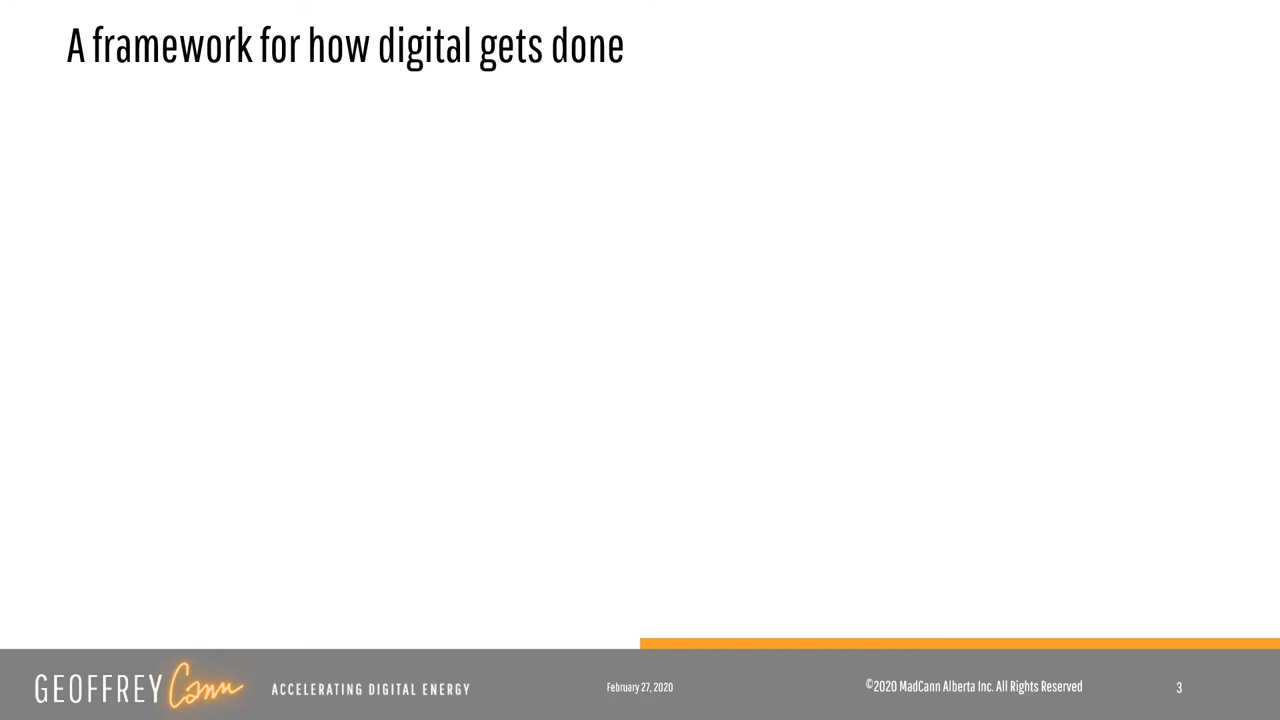 A framework for how digital gets done
GEOFFREY Cann
ACCELERATING DIGITAL ENERGY
February 27, 2020
©2020 MadCann Alberta Inc. All Rights Reserved
3